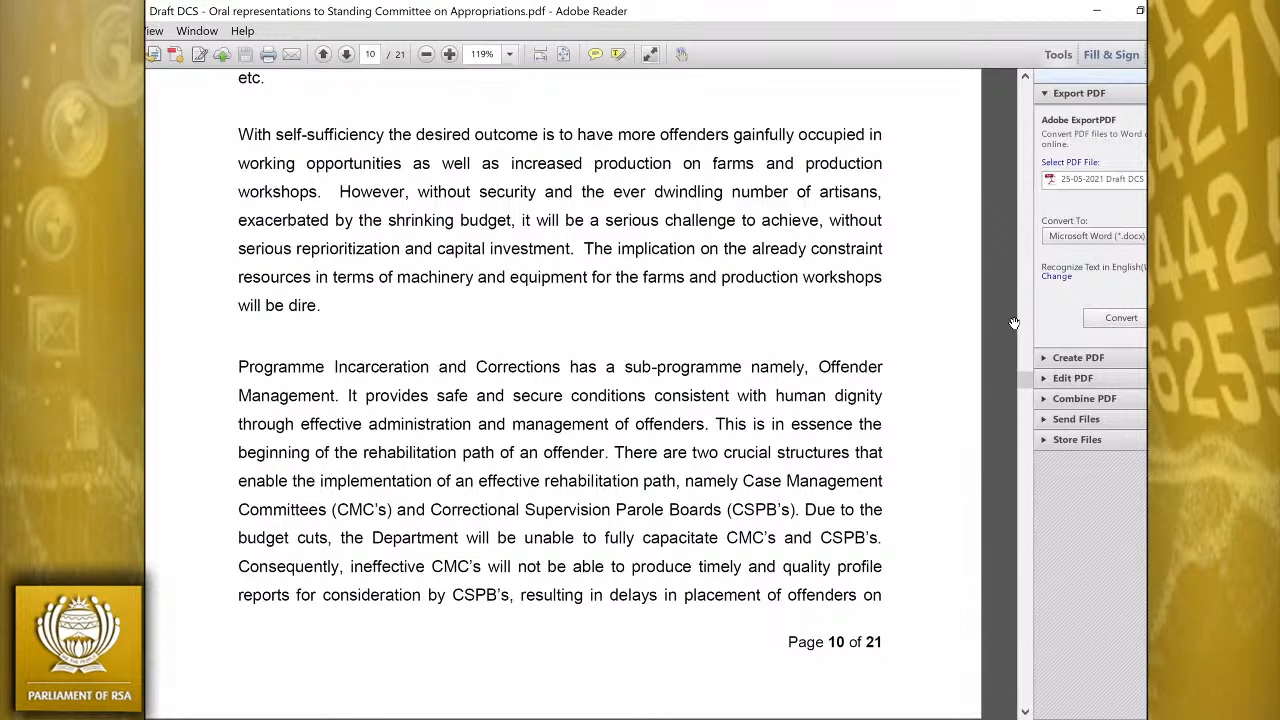 Draft DCS - Oral representations to Standing Committee on Appropriations.pdf - Adobe Reader
iew Window Help
10 / 21 119% Tools Fill & Sign
etc.
With self-sufficiency the desired outcome is to have more offenders gainfully occupied in
working opportunities as well as increased production on farms and production
workshops. However, without security and the ever dwindling number of artisans,
exacerbated by the shrinking budget, it will be a serious challenge to achieve, without
serious reprioritization and capital investment. The implication on the already constraint
resources in terms of machinery and equipment for the farms and production workshops
will be dire.
Programme Incarceration and Corrections has a sub-programme namely, Offender
Management. It provides safe and secure conditions consistent with human dignity
through effective administration and management of offenders. This is in essence the
beginning of the rehabilitation path of an offender. There are two crucial structures that
enable the implementation of an effective rehabilitation path, namely Case Management
Committees (CMC's) and Correctional Supervision Parole Boards (CSPB's). Due to the
budget cuts, the Department will be unable to fully capacitate CMC's and CSPB's.
Consequently, ineffective CMC's will not be able to produce timely and quality profile
reports for consideration by CSPB's, resulting in delays in placement of offenders on
Page 10 of 21
Export PDF
Adobe ExportPDF
Convert PDF files to Word
online.
Select PDF File:
25-05-2021 Draft DCS
Convert To:
Microsoft Word (*.docx)
Recognize Text in English(U
Change
Convert
Create PDF
Edit PDF
Combine PDF
Send Files
Store Files
PARLIAMENT OF RSA